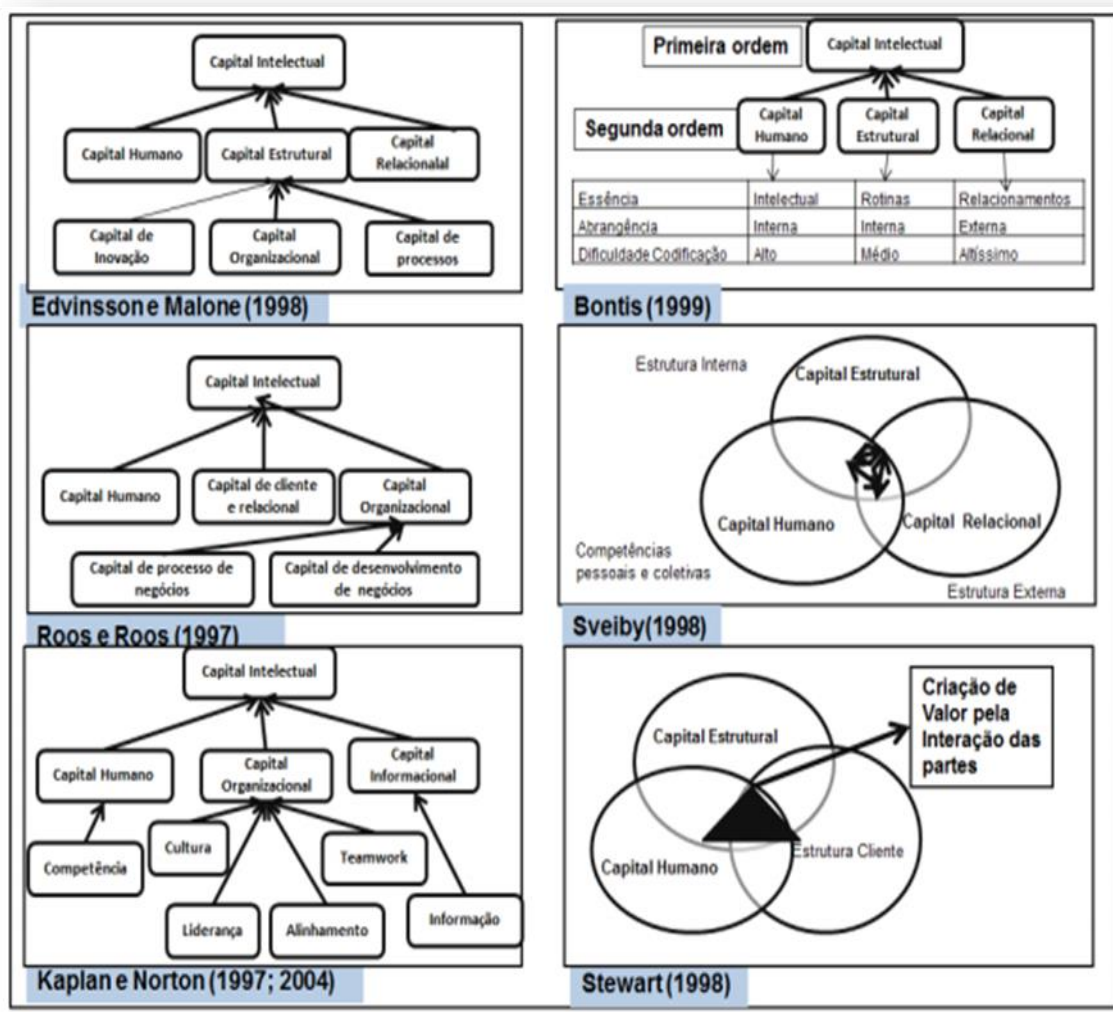 Capital Intelectual
Capital Humano
Capital Estrutural
Capital
Relacionalal
Capital de
Inovação
Capital
Organizacional
Capital de
processos
Edvinsson e Malone (1998)
Primeira ordem
Capital Intelectual
Segunda ordem
Capital
Humano
Capital
Estrutural
Capital
Relacional
Essência Intelectual Rotinas Relacionamentos
Abrangência Interna Interna Externa
Dificuldade Codificação Alto Médio Altíssimo
Bontis (1999)
Capital Intelectual
Capital Humano
Capital de cliente
e relacional
Capital
Organizacional
Capital de processo de
negócios
Capital de desenvolvimento
de negócios
Roos e Roos (1997)
Estrutura Interna
Capital Estrutural
Capital Humano
Capital Relacional
Competências
pessoais e coletivas
Estrutura Externa
Sveiby(1998)
Capital Intelectual
Capital Humano
Capital
Organizacional
Capital
Informacional
Competência
Cultura
Teamwork
Liderança
Alinhamento
Informação
Kaplan e Norton (1997; 2004)
Criação de
Valor pela
Interação das
partes
Capital Estrutural
Capital Humano
Estrutura Cliente
Stewart (1998)